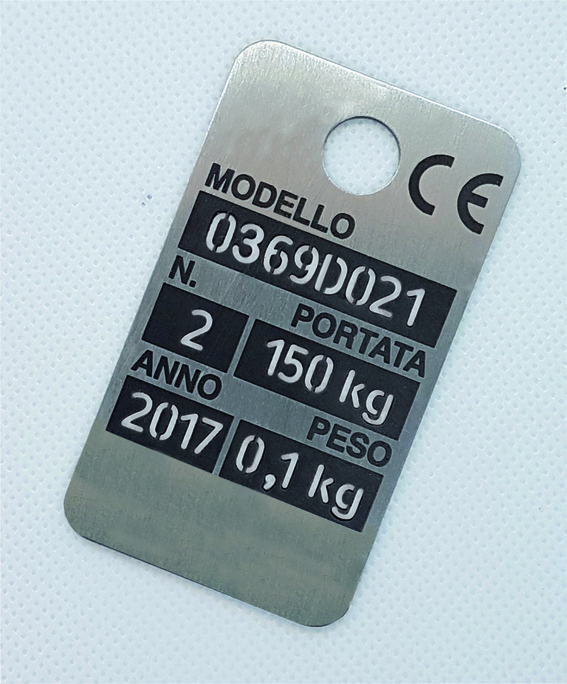 CE
MODELLO
0369D021
N. PORTATA
2 150 kg
ANNO PESO
2017 0,1 kg